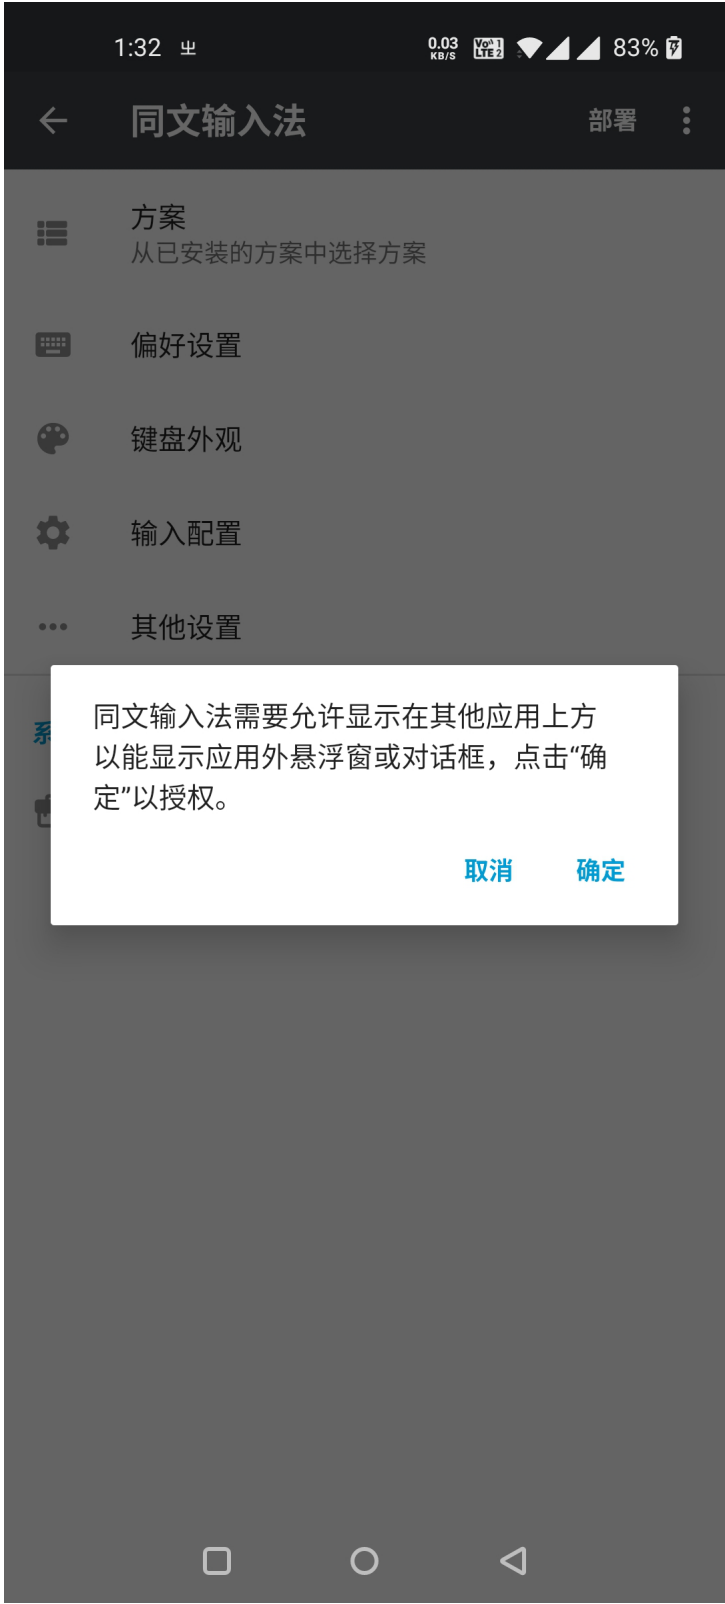 1:32
0.03 KB/S VoLTE 1 2 83%
同文输入法 部署
方案
从已安装的方案中选择方案
偏好设置
键盘外观
输入配置
其他设置
系
同文输入法需要允许显示在其他应用上方
以能显示应用外悬浮窗或对话框，点击“确
定”以授权。
取消 确定